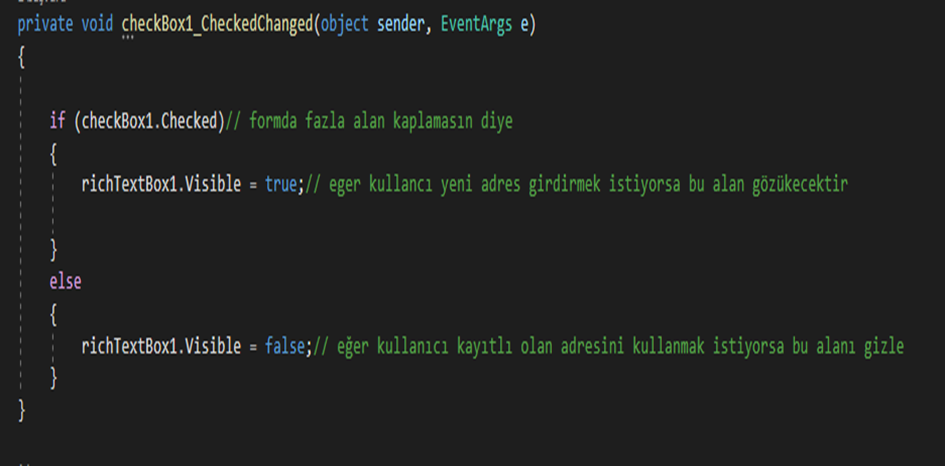 private void checkBox1_CheckedChanged(object sender, EventArgs e)
{
if (checkBox1.Checked)// formda fazla alan kaplamasın diye
{
richTextBox1.Visible = true;// eger kullancı yeni adres girdirmek istiyorsa bu alan gözükecektir
}
else
{
richTextBox1.Visible = false;// eğer kullanıcı kayıtlı olan adresini kullanmak istiyorsa bu alanı gizle
}
}